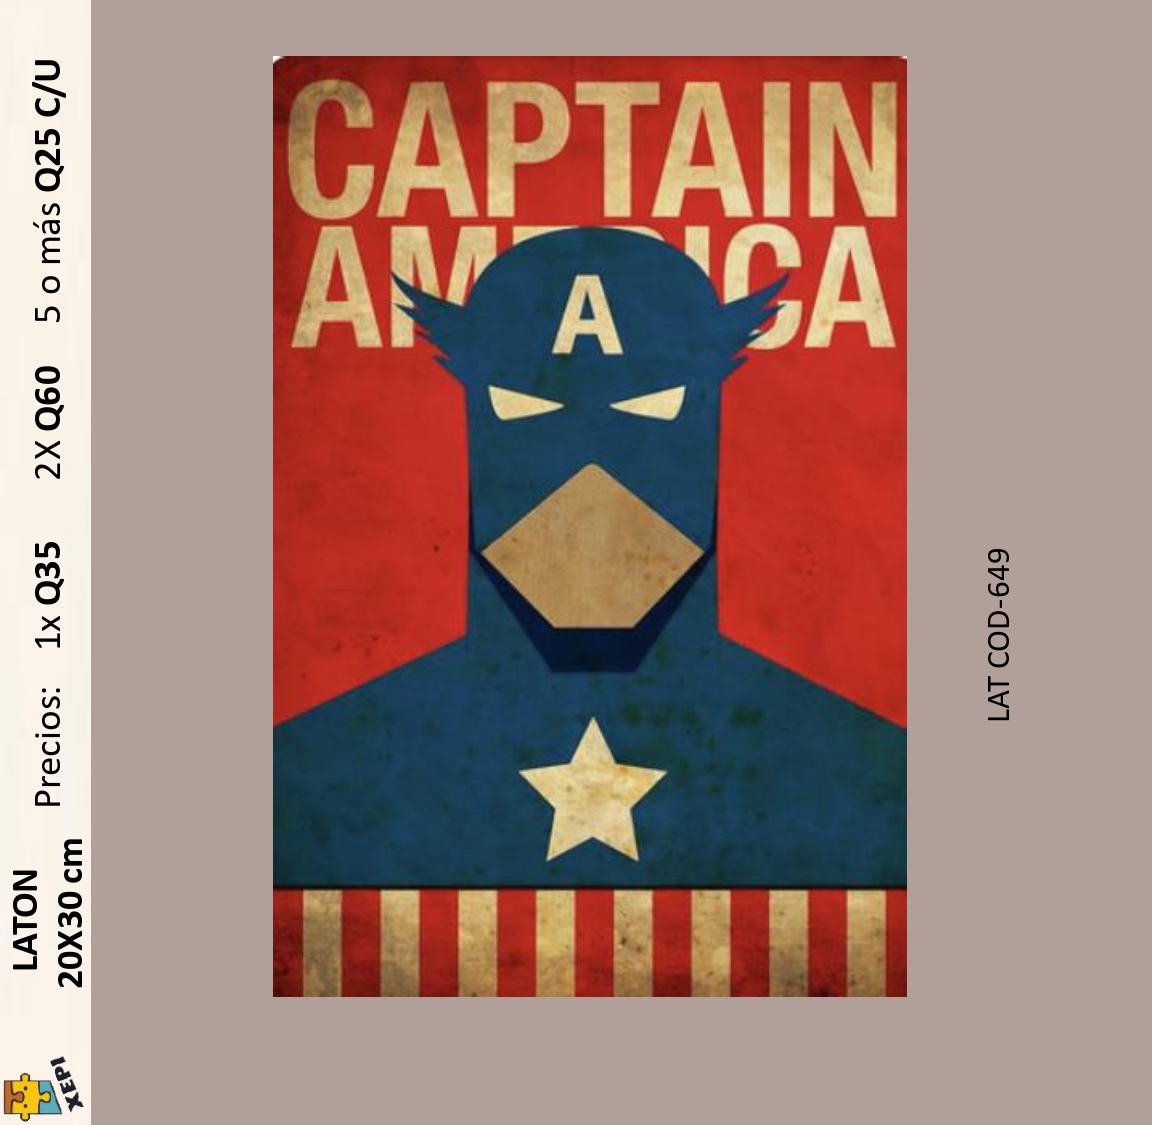 LATON
20X30 cm
Precios: 1x Q35 2X Q60 5 o más Q25 C/U
XEPI
CAPTAIN
AMERICA
A
LAT COD-649